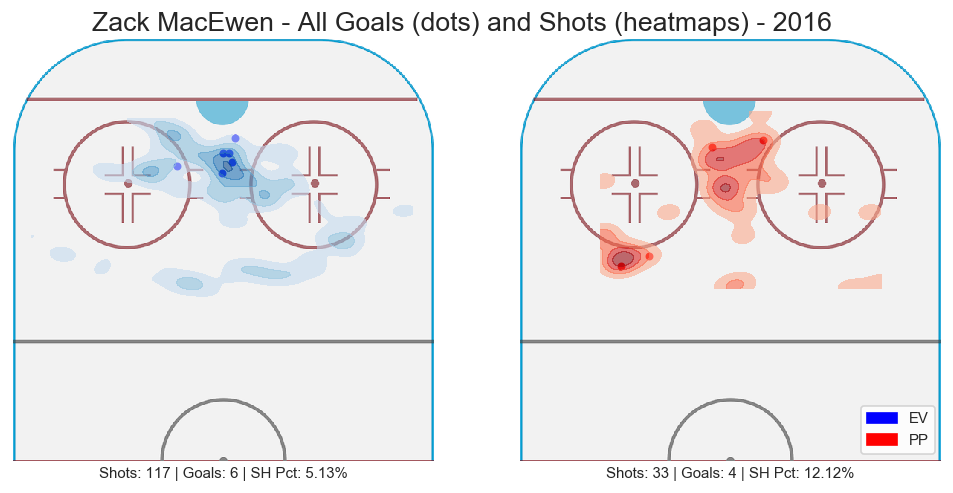 Zack MacEwen - All Goals (dots) and Shots (heatmaps) - 2016
EV
PP
Shots: 117 | Goals: 6 | SH Pct: 5.13%
Shots: 33 | Goals: 4 | SH Pct: 12.12%